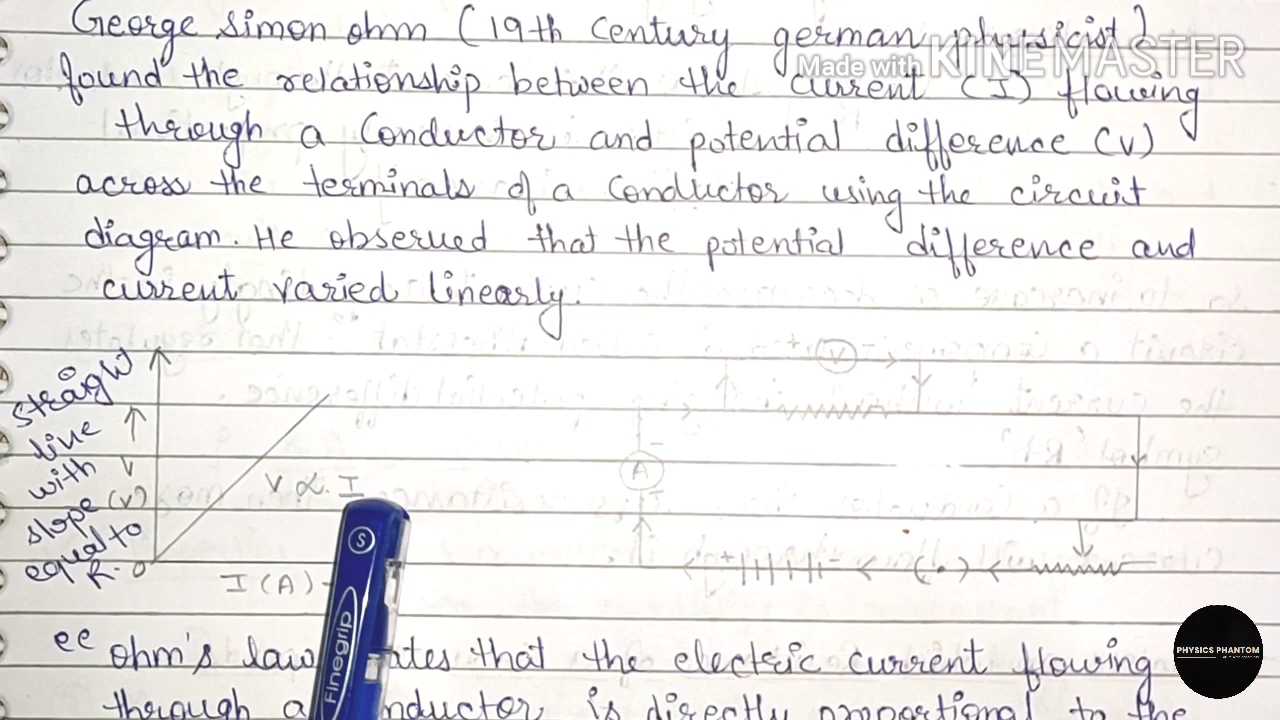 George Simon ohm (19th Century german physicist)
Made with KINEMASTER
found the relationship between the current (I) flowing
through a Conductor and potential difference (V)
across the terminals of a Conductor using the circuit
diagram. He observed that the potential difference and
current varied linearly.
Straight
line
with
slope (V)
equal to
R.
V
0
V ∝ I
I (A)
V
A
+ -
(.)
S
Finegrip
ohm's law ates that the electric current flowing
through a nductor, is directly proportional to the
PHYSICS PHANTOM